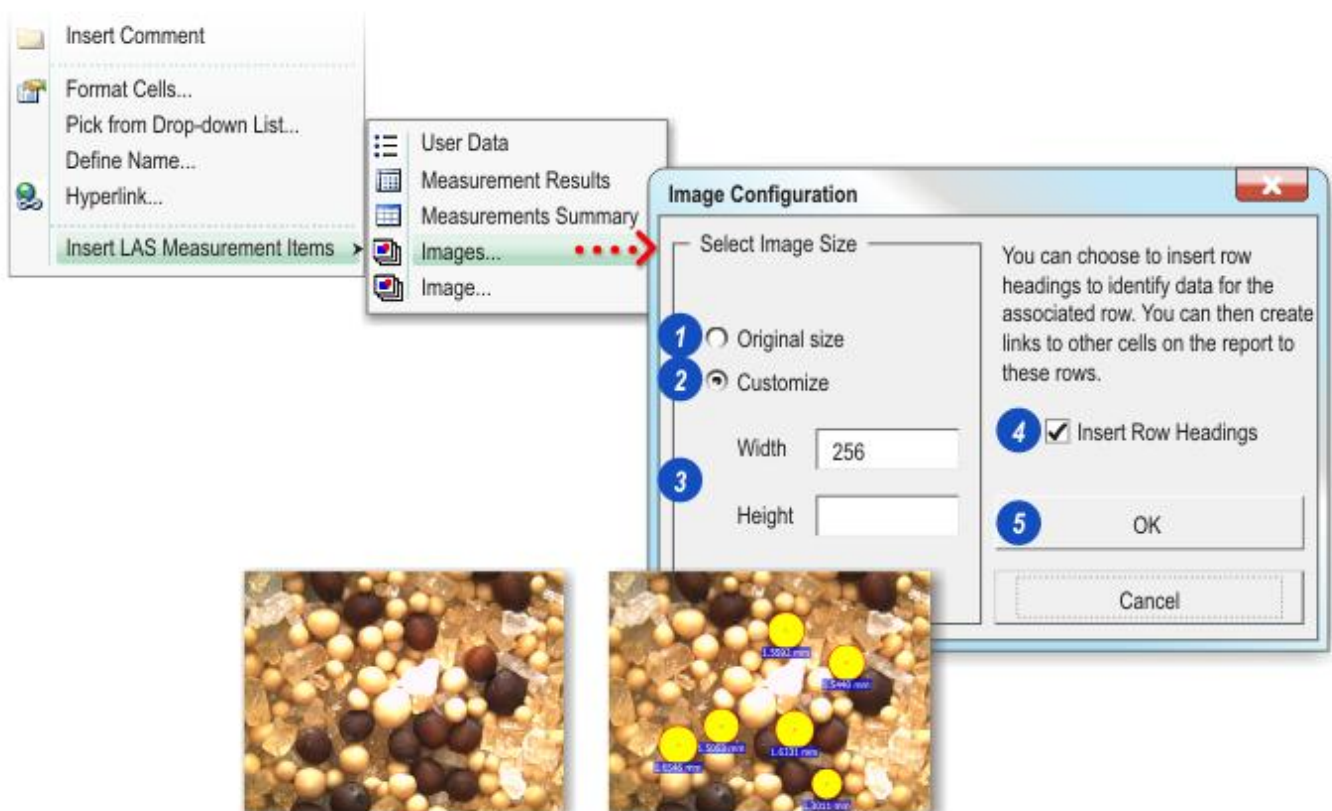 Insert Comment
Format Cells...
Pick from Drop-down List...
Define Name...
Hyperlink...
Insert LAS Measurement Items
User Data
Measurement Results
Measurements Summary
Images...
Image...
Image Configuration
Select Image Size
1 Original size
2 Customize
3
Width 256
Height
You can choose to insert row
headings to identify data for the
associated row. You can then create
links to other cells on the report to
these rows.
4 Insert Row Headings
5 OK
Cancel
1.6331 mm